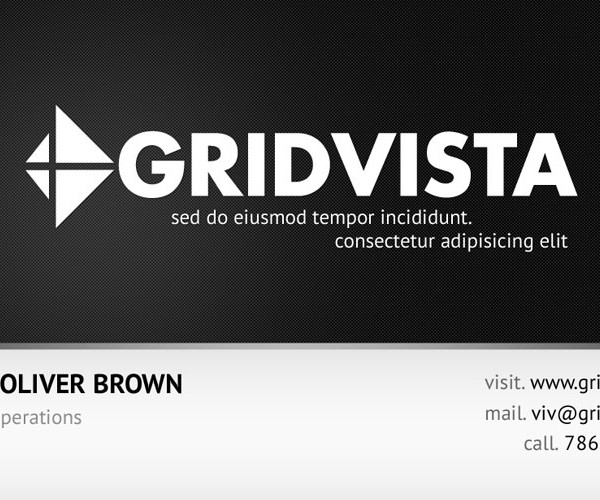 GRIDVISTA
sed do eiusmod tempor incididunt.
consectetur adipisicing elit
OLIVER BROWN
perations
visit. www.gri
mail. viv@gri
call. 786